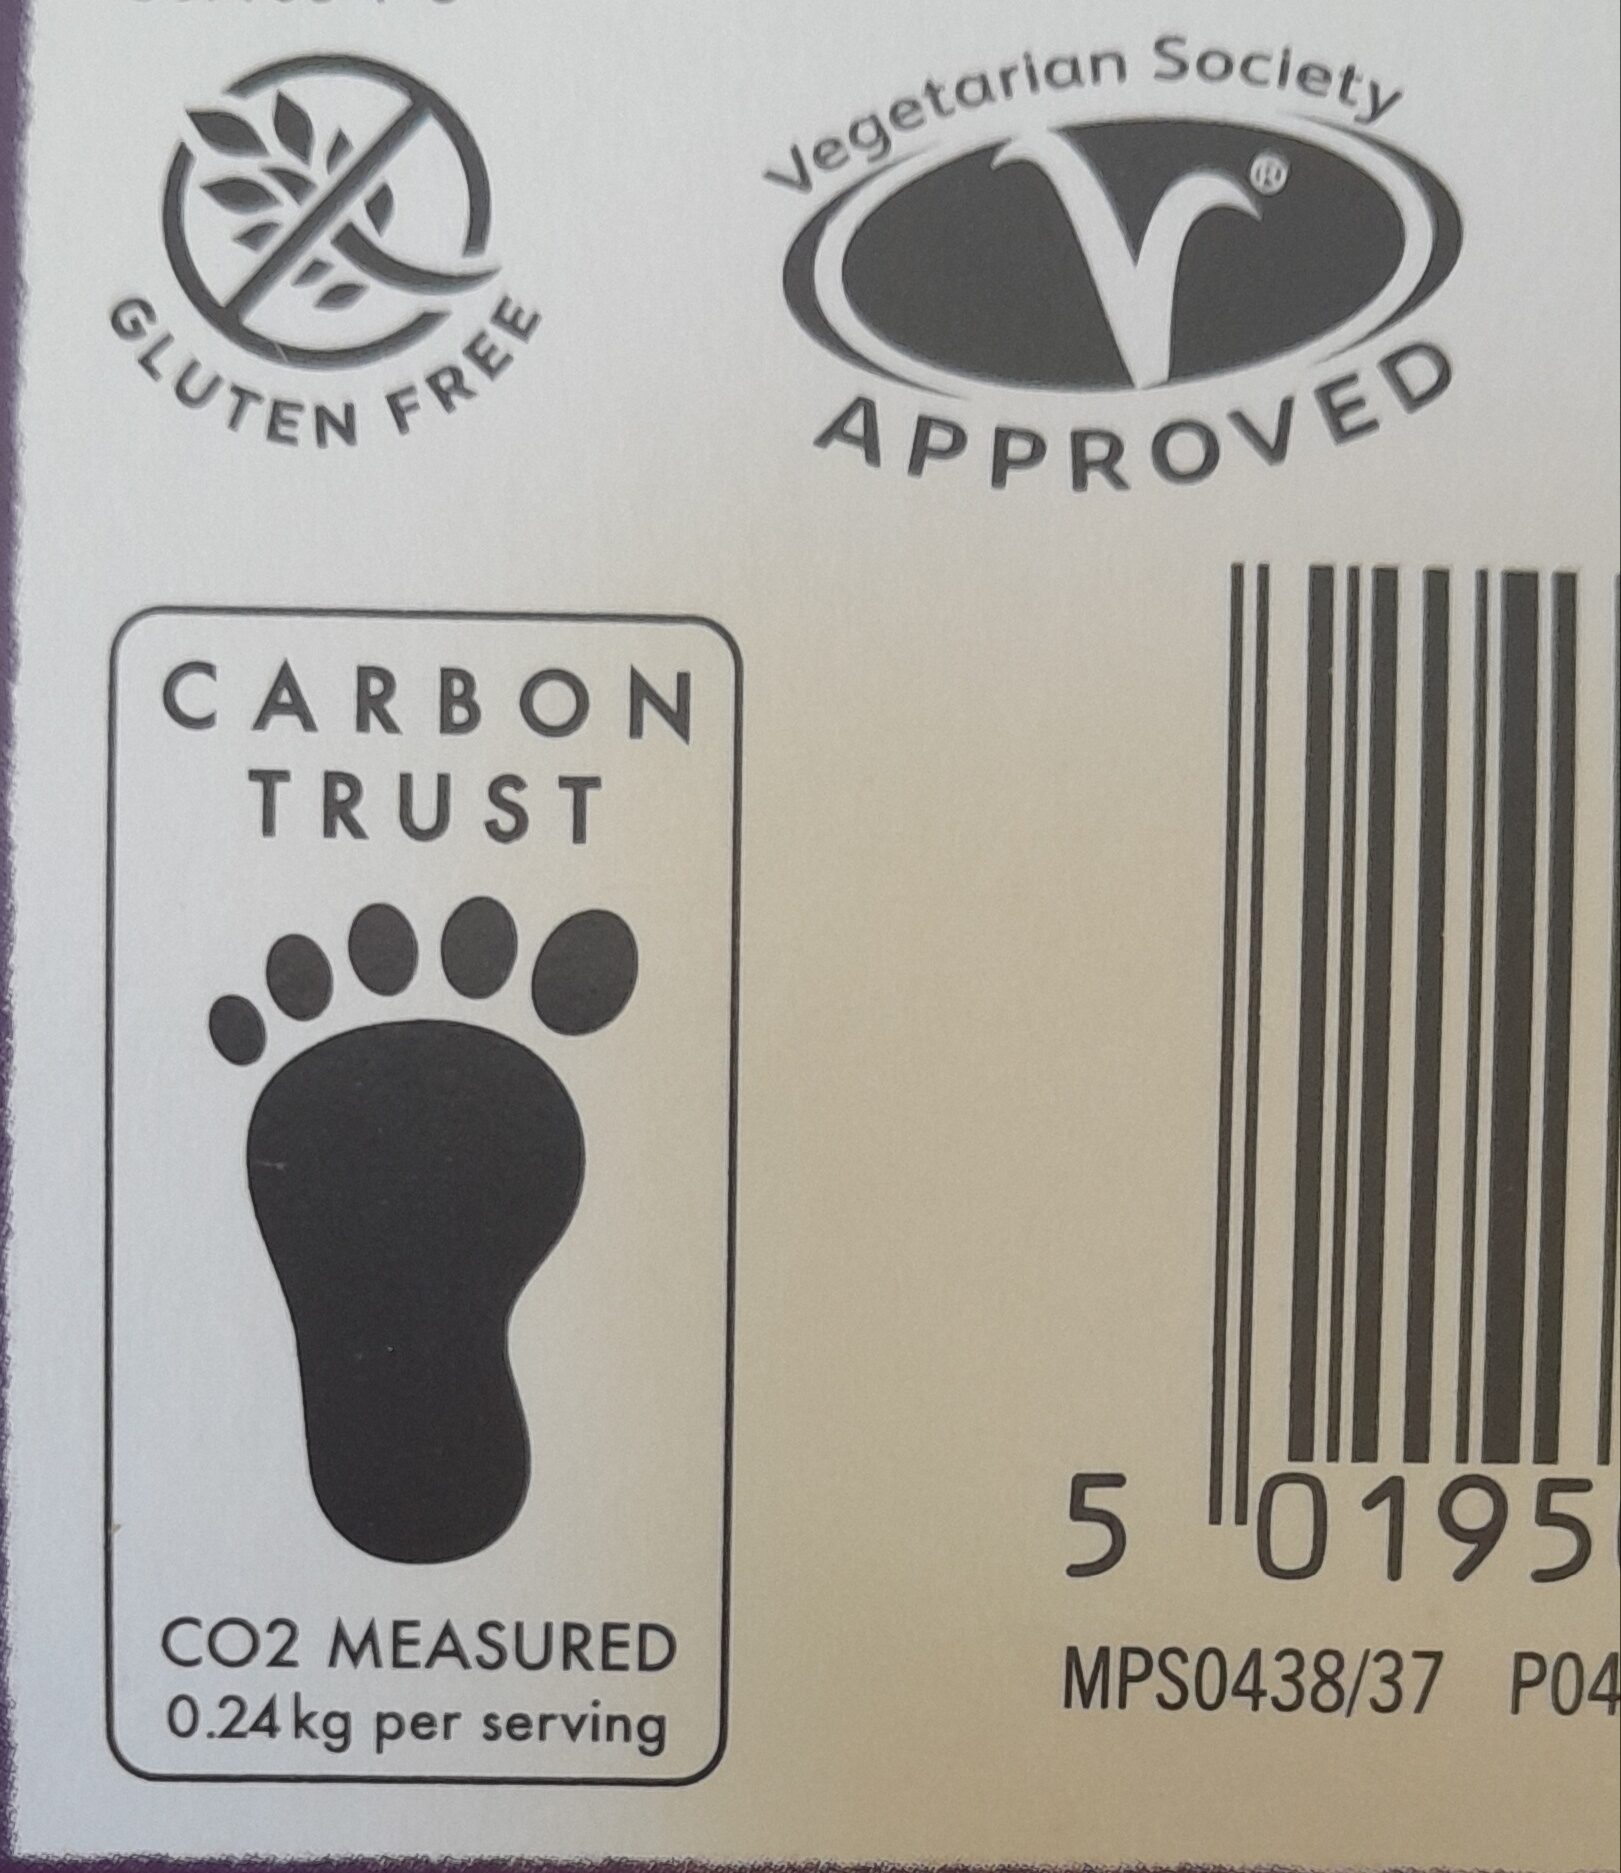 GLUTEN FREE
Vegetarian Society
V®
APPROVED
CARBON
TRUST
CO2 MEASURED
0.24kg per serving
5 0195
MPS0438/37 P04